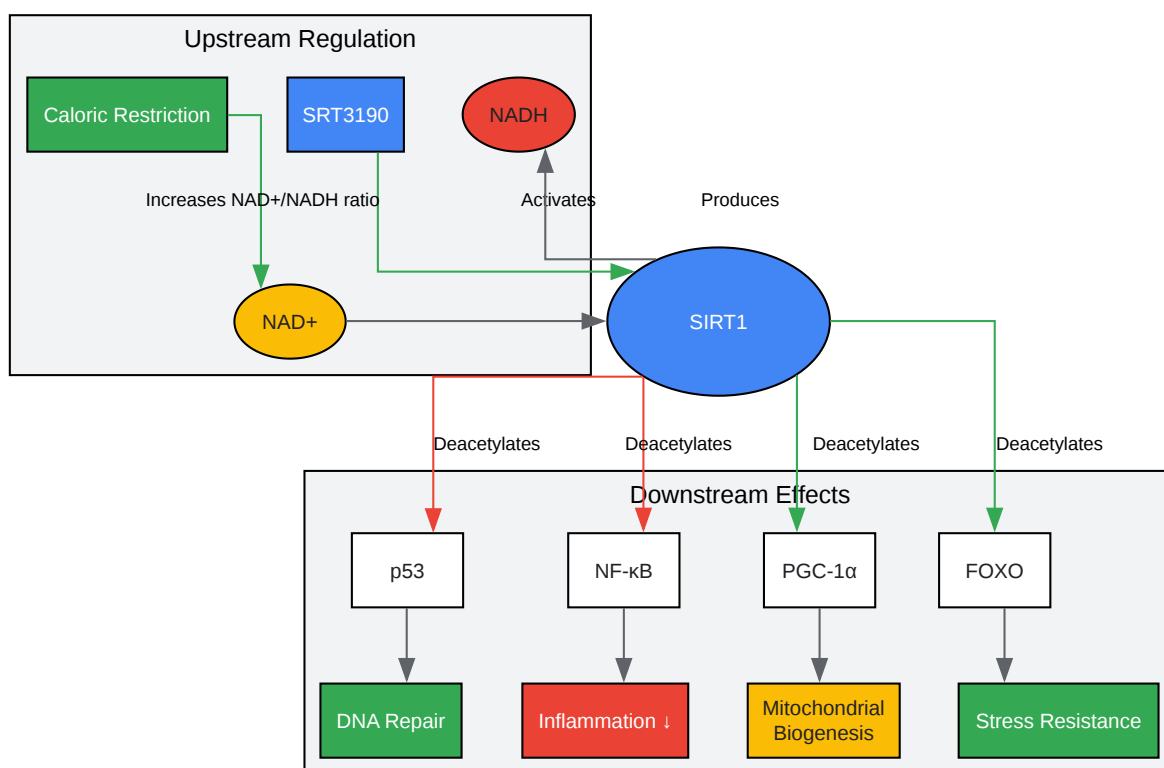 Upstream Regulation
Caloric Restriction
SRT3190
NADH
Increases NAD+/NADH ratio
Activates
Produces
NAD+
SIRT1
Deacetylates
Deacetylates
Deacetylates
Deacetylates
Downstream Effects
p53
NF-κB
PGC-1α
FOXO
DNA Repair
Inflammation ↓
Mitochondrial
Biogenesis
Stress Resistance